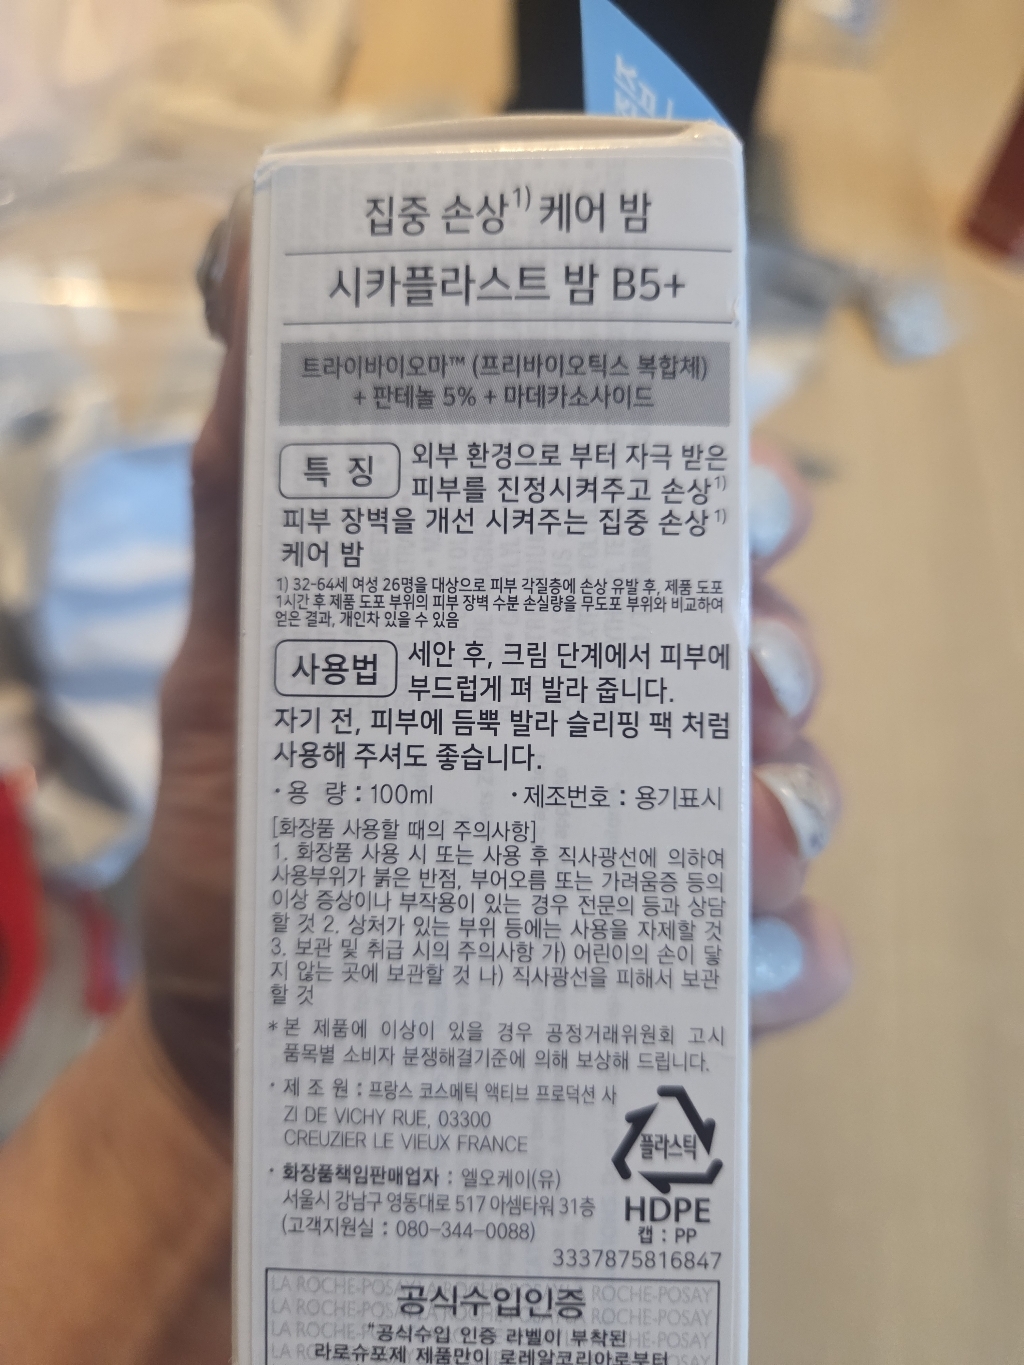 집중 손상1) 케어 밤
시카플라스트 밤 B5+
트라이바이오마™ (프리바이오틱스 복합체)
+ 판테놀 5% + 마데카소사이드
특 징 외부 환경으로 부터 자극 받은
피부를 진정시켜주고 손상1)
피부 장벽을 개선 시켜주는 집중 손상1)
케어 밤
1) 32-64세 여성 26명을 대상으로 피부 각질층에 손상 유발 후, 제품 도포
1시간 후 제품 도포 부위의 피부 장벽 수분 손실량을 무도포 부위와 비교하여
얻은 결과, 개인차 있을 수 있음
사용법 세안 후, 크림 단계에서 피부에
부드럽게 펴 발라 줍니다.
자기 전, 피부에 듬뿍 발라 슬리핑 팩 처럼
사용해 주셔도 좋습니다.
• 용 량 : 100ml • 제조번호 : 용기표시
[화장품 사용할 때의 주의사항]
1. 화장품 사용 시 또는 사용 후 직사광선에 의하여
사용부위가 붉은 반점, 부어오름 또는 가려움증 등의
이상 증상이나 부작용이 있는 경우 전문의 등과 상담
할 것 2. 상처가 있는 부위 등에는 사용을 자제할 것
3. 보관 및 취급 시의 주의사항 가) 어린이의 손이 닿
지 않는 곳에 보관할 것 나) 직사광선을 피해서 보관
할 것
* 본 제품에 이상이 있을 경우 공정거래위원회 고시
품목별 소비자 분쟁해결기준에 의해 보상해 드립니다.
• 제 조 원 : 프랑스 코스메틱 액티브 프로덕션 사
ZI DE VICHY RUE, 03300
CREUZIER LE VIEUX FRANCE
• 화장품책임판매업자 : 엘오케이(유)
서울시 강남구 영동대로 517 아셈타워 31층
(고객지원실 : 080-344-0088)
플라스틱
HDPE
캡 : PP
3337875816847
공식수입인증
"공식수입 인증 라벨이 부착된
라로슈포제 제품만이 로레알코리아로부터
LA ROCHE-POSAY